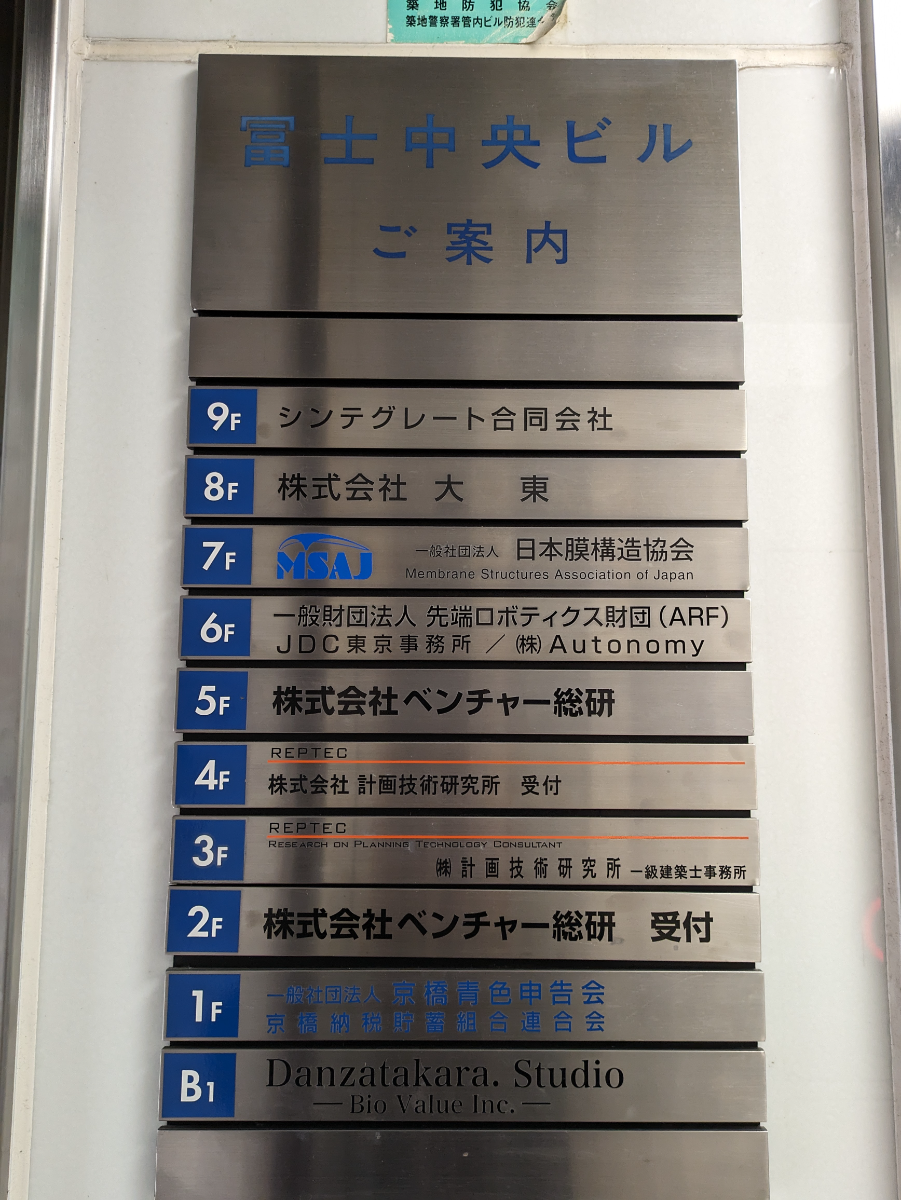 築地防犯協会
築地警察署管内ビル防犯連
冨士中央ビル
ご案内
9F シンテグレート合同会社
8F 株式会社 大 東
7F MSAJ 一般社団法人 日本膜構造協会
Membrane Structures Association of Japan
6F 一般財団法人 先端ロボティクス財団(ARF)
JDC東京事務所 / ㈱Autonomy
5F 株式会社ベンチャー総研
4F REPTEC
株式会社 計画技術研究所 受付
3F REPTEC
RESEARCH ON PLANNING TECHNOLOGY CONSULTANT
㈱計画技術研究所 一級建築士事務所
2F 株式会社ベンチャー総研 受付
1F 一般社団法人 京橋青色申告会
京橋納税貯蓄組合連合会
B1 Danzatakara. Studio
—Bio Value Inc.—